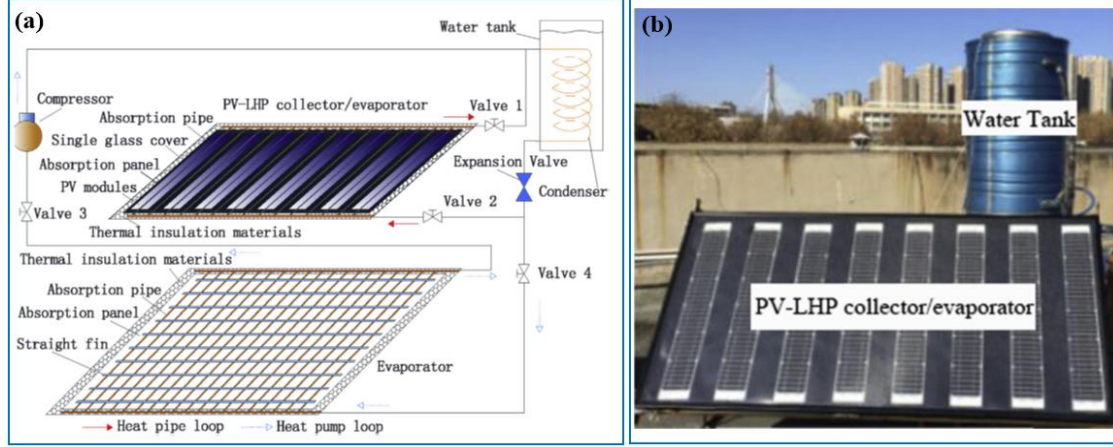 (a)
Water tank
Compressor
PV-LHP collector/evaporator
Valve 1
Absorption pipe
Single glass cover
Absorption panel
PV modules
Expansion Valve
Condenser
Valve 3
Valve 2
Thermal insulation materials
Thermal insulation materials
Valve 4
Absorption pipe
Absorption panel
Straight fin
Evaporator
Heat pipe loop
Heat pump loop
(b)
Water Tank
PV-LHP collector/evaporator